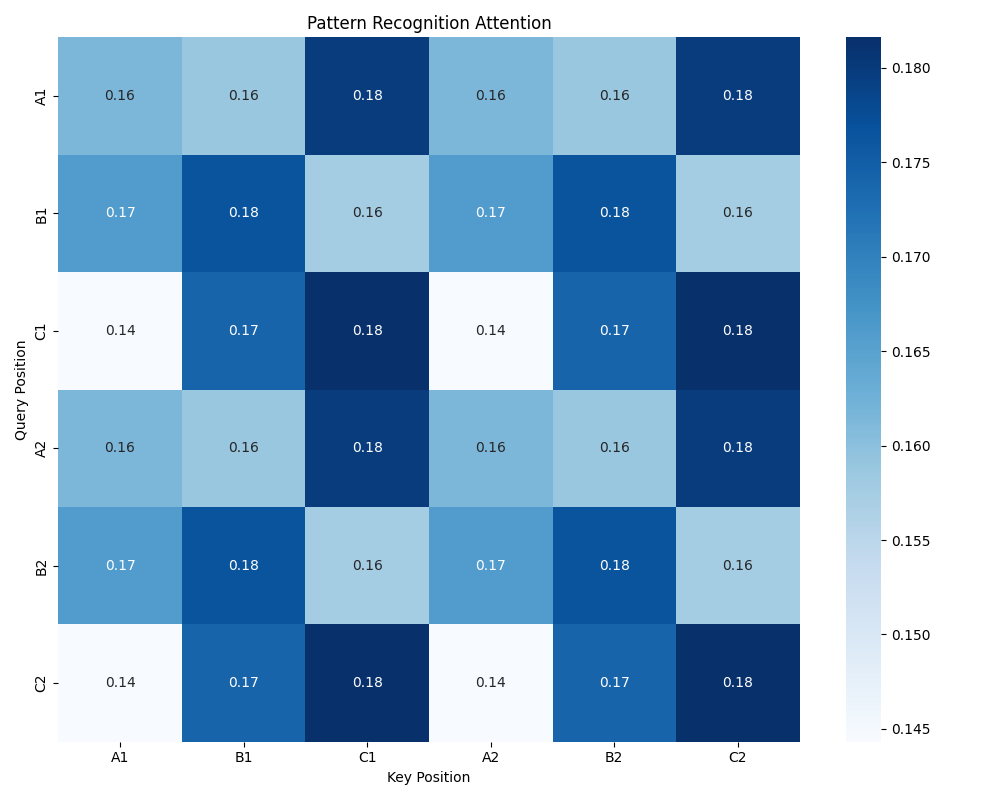 Pattern Recognition Attention
A1 0.16 0.16 0.18 0.16 0.16 0.18
B1 0.17 0.18 0.16 0.17 0.18 0.16
C1 0.14 0.17 0.18 0.14 0.17 0.18
A2 0.16 0.16 0.18 0.16 0.16 0.18
B2 0.17 0.18 0.16 0.17 0.18 0.16
C2 0.14 0.17 0.18 0.14 0.17 0.18
A1 B1 C1 A2 B2 C2
Key Position
Query Position
0.180
0.175
0.170
0.165
0.160
0.155
0.150
0.145